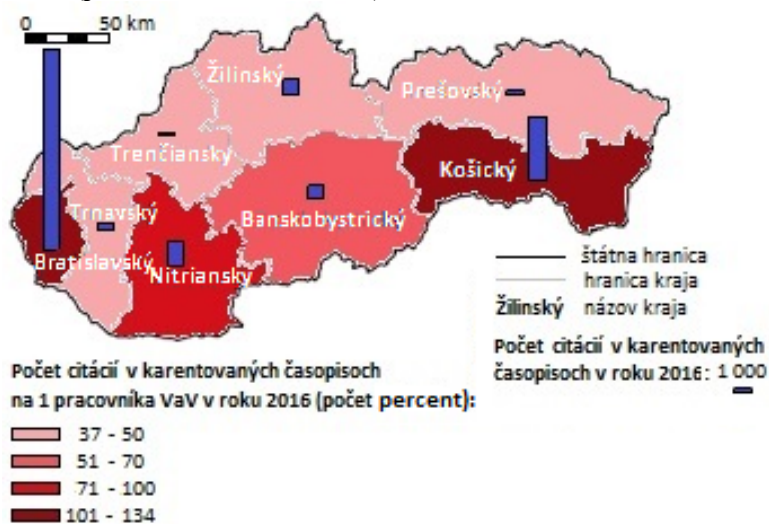 0 50 km
Žilinský
Prešovský
Trenčiansky
Košický
Trnavský
Banskobystrický
Bratislavský
Nitriansky
štátna hranica
hranica kraja
Žilinský názov kraja
Počet citácií v karentovaných časopisoch v roku 2016: 1 000
Počet citácií v karentovaných časopisoch
na 1 pracovníka VaV v roku 2016 (počet percent):
37 - 50
51 - 70
71 - 100
101 - 134